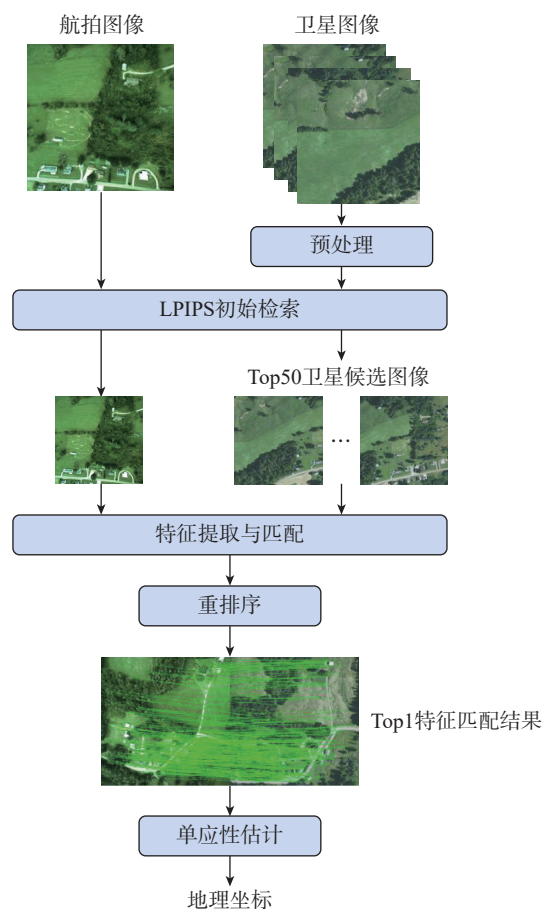 航拍图像
卫星图像
预处理
LPIPS初始检索
Top50卫星候选图像
...
特征提取与匹配
重排序
Top1特征匹配结果
单应性估计
地理坐标